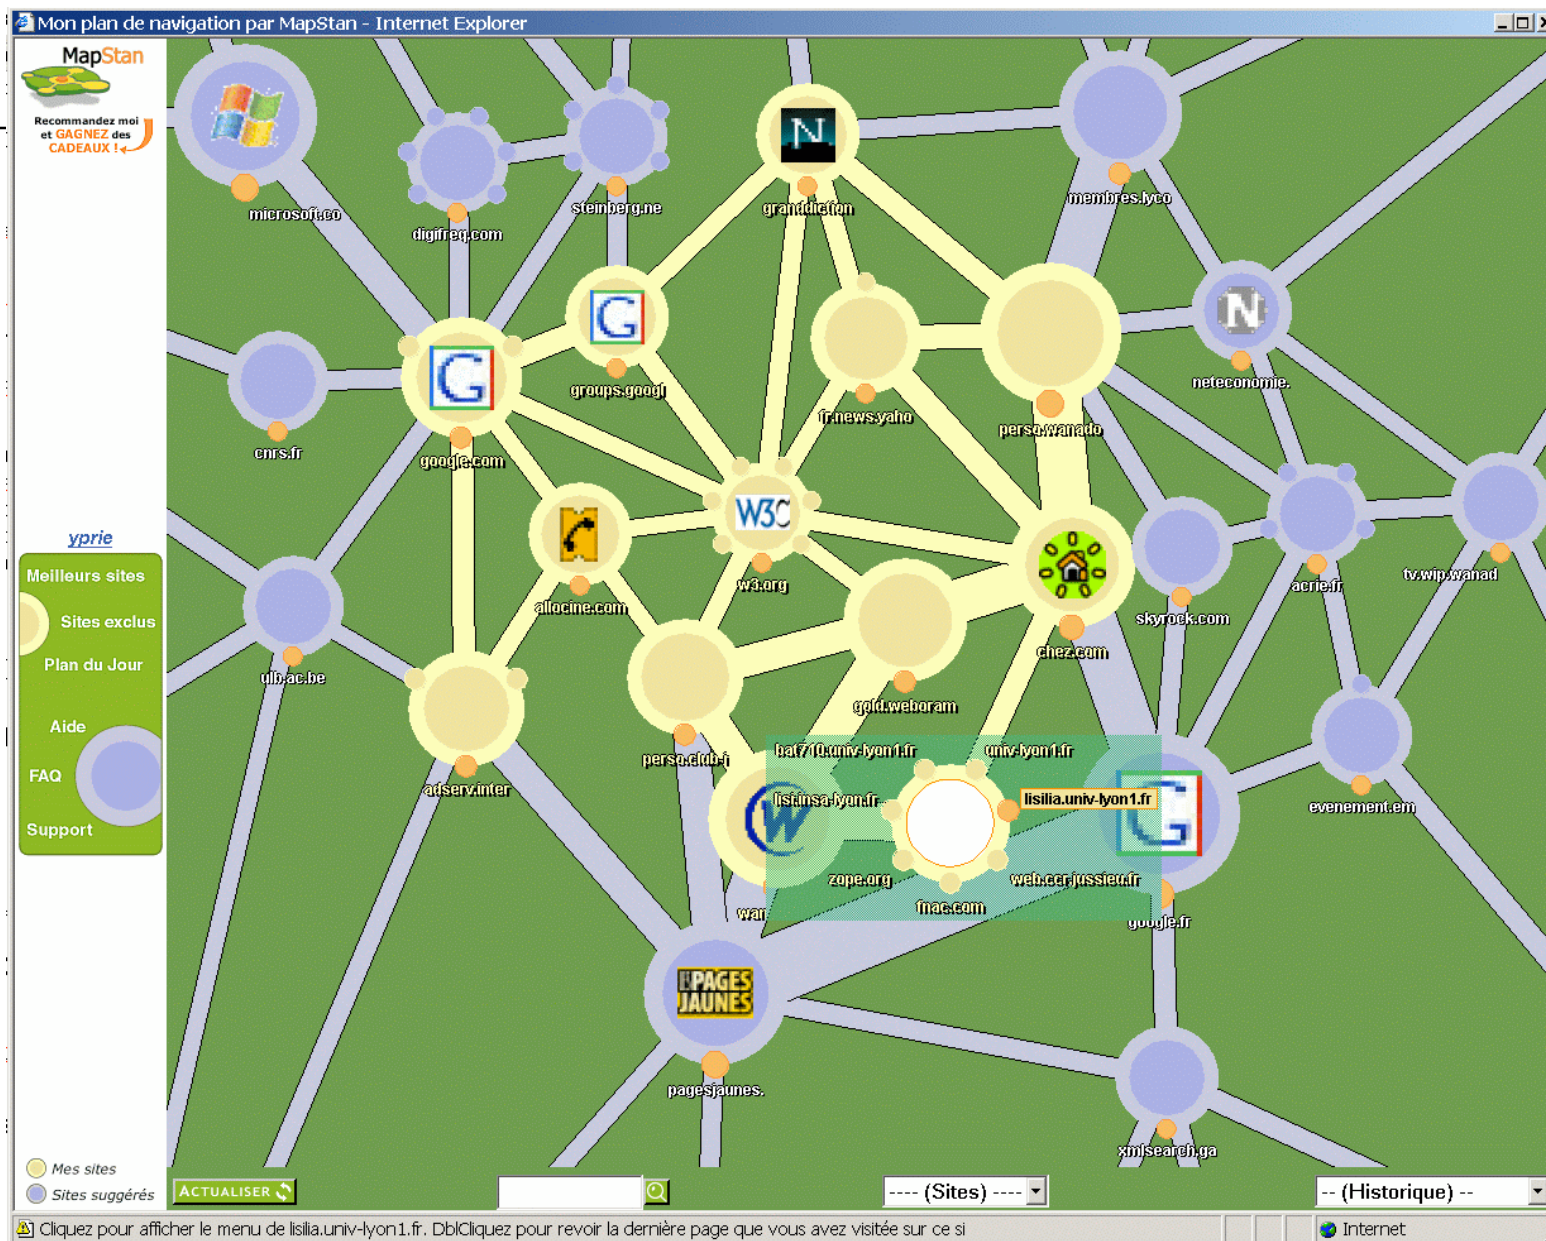 Mon plan de navigation par MapStan - Internet Explorer
MapStan
Recommandez moi
et GAGNEZ des
CADEAUX !
yprie
Meilleurs sites
Sites exclus
Plan du Jour
Aide
FAQ
Support
Mes sites
Sites suggérés
microsoft.co
digifreq.com
steinberg.ne
N
granddiction
membres.lyco
G
groups.googl
fr.news.yaho
perso.wanado
N
neteconomie.
cnrs.fr
G
google.com
allocine.com
W3C
w3.org
chez.com
skyrock.com
acrie.fr
tv.wip.wanad
ulb.ac.be
adserv.inter
perso.club-i
gold.weboram
evenement.em
bat710.univ-lyon1.fr
univ-lyon1.fr
list.insa-lyon.fr
lisilia.univ-lyon1.fr
zope.org
web.ccr.jussieu.fr
fnac.com
W
wan
G
google.fr
PAGES
JAUNES
pagesjaunes.
xmlsearch.ga
ACTUALISER
---- (Sites) ----
-- (Historique) --
Cliquez pour afficher le menu de lisilia.univ-lyon1.fr. DblCliquez pour revoir la dernière page que vous avez visitée sur ce si
Internet